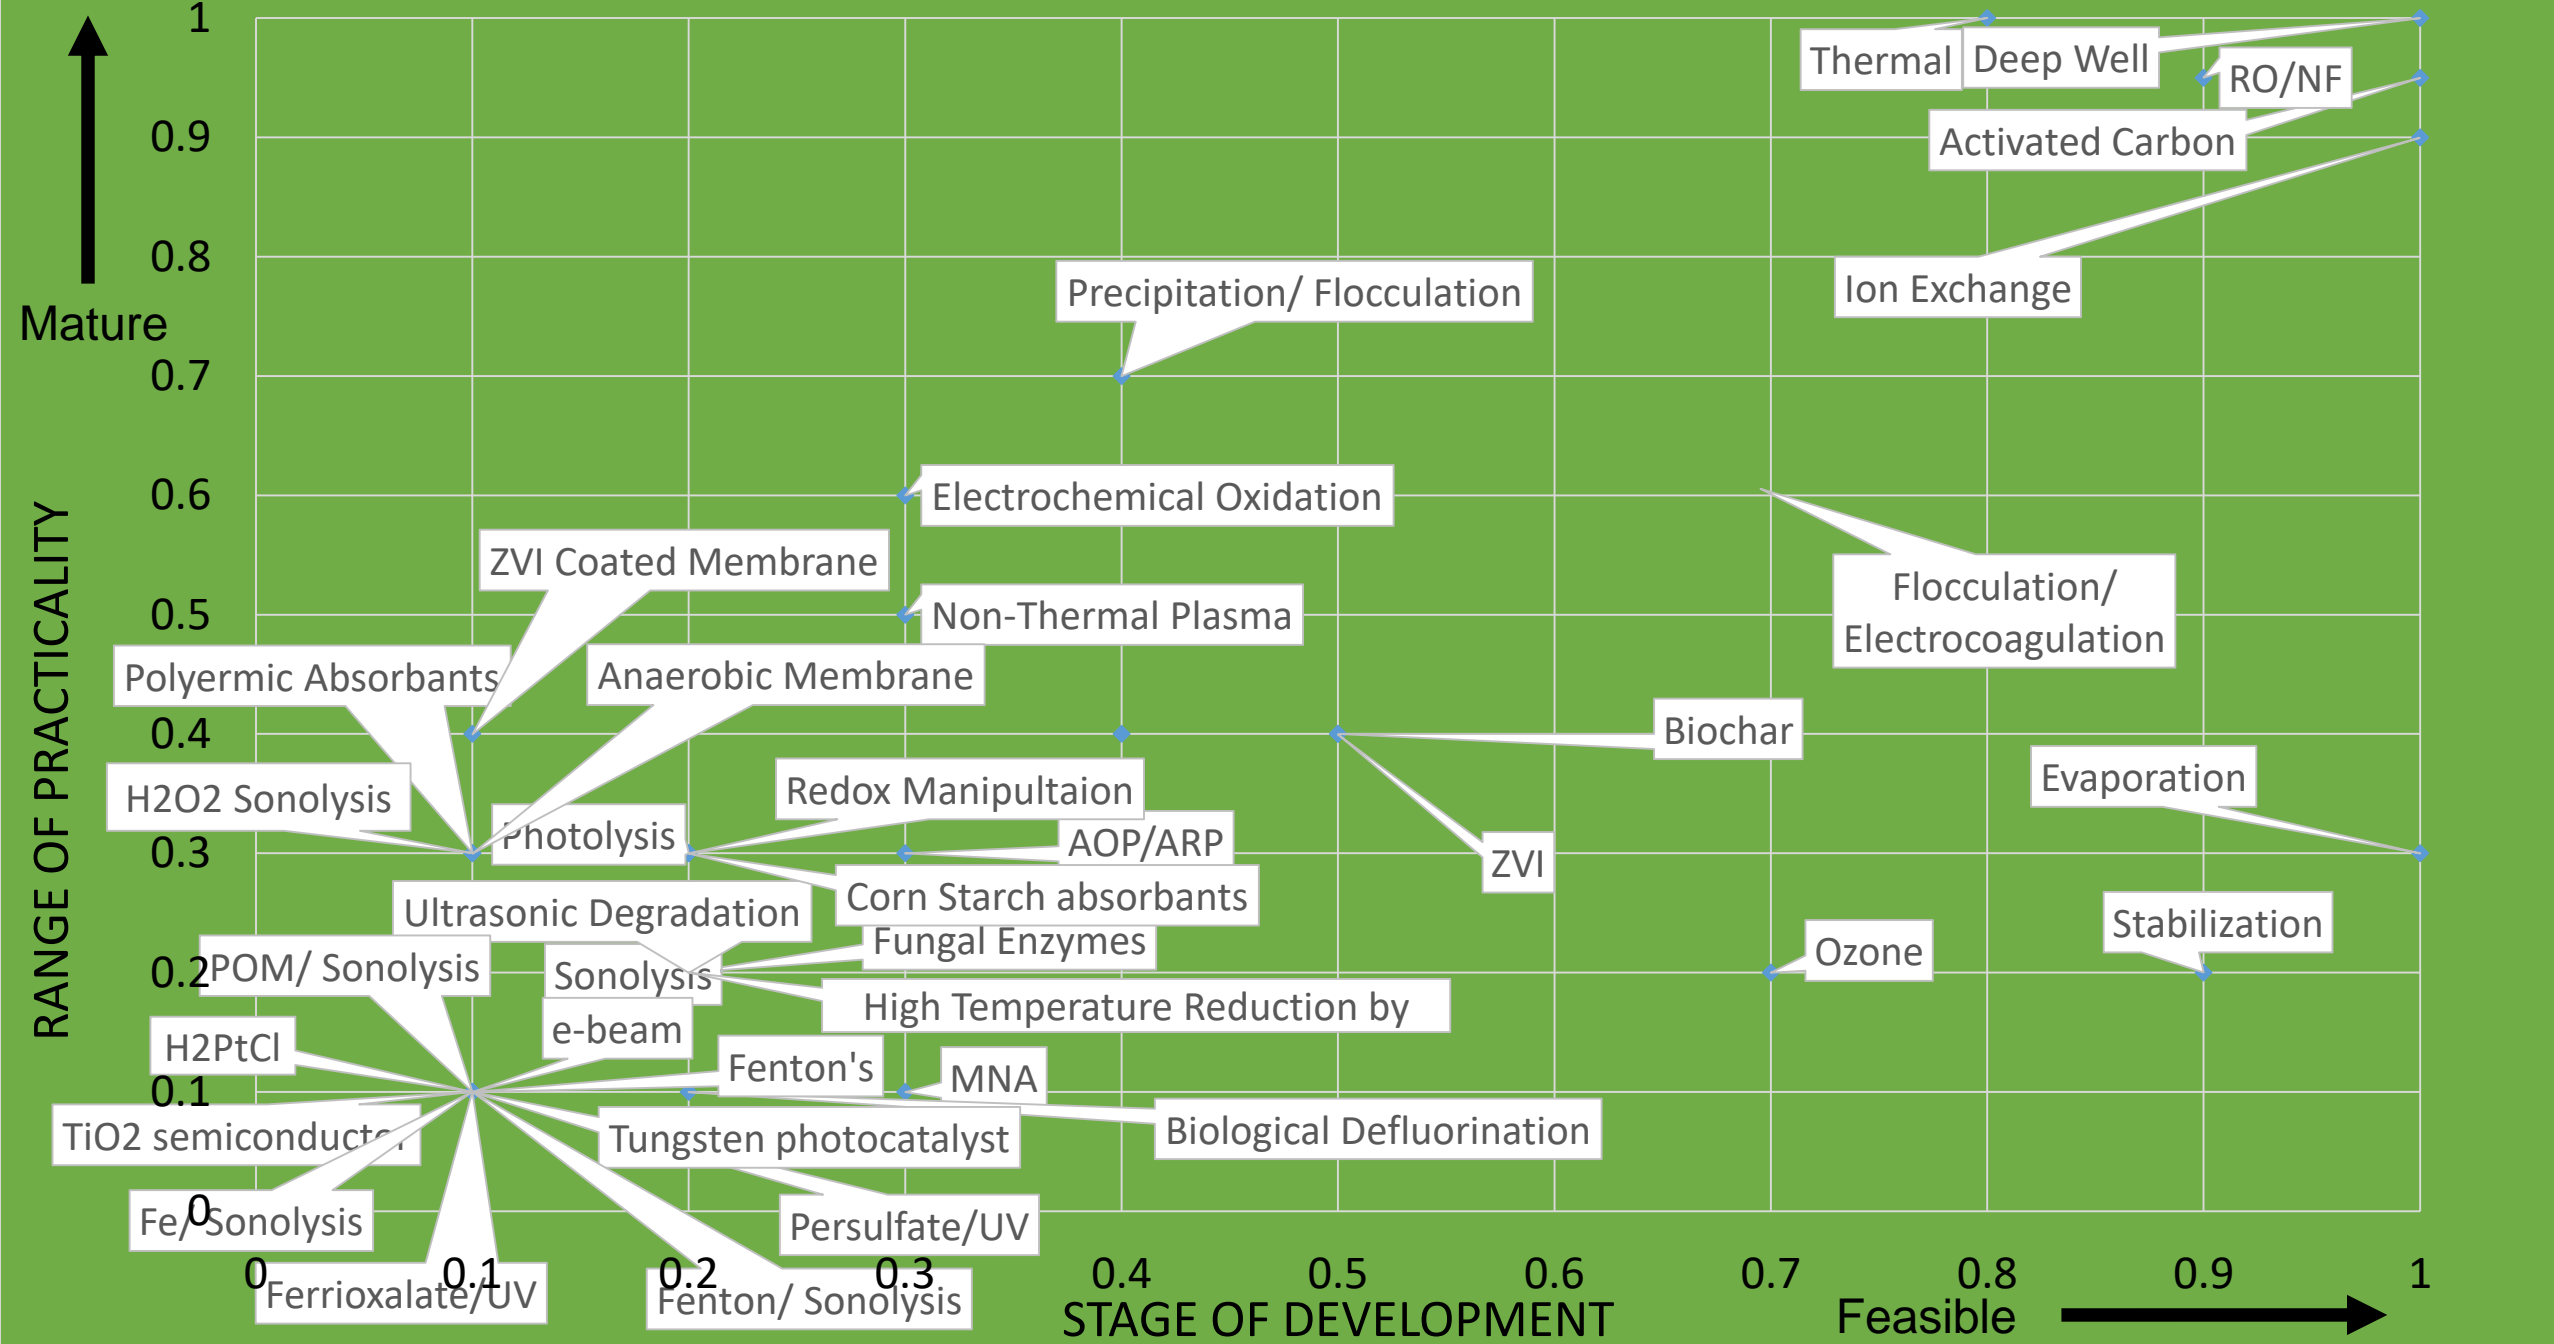 1
0.9
0.8
0.7
0.6
0.5
0.4
0.3
0.2
0.1
0
Mature
RANGE OF PRACTICALITY
Thermal
Deep Well
RO/NF
Activated Carbon
Ion Exchange
Precipitation/ Flocculation
Electrochemical Oxidation
ZVI Coated Membrane
Flocculation/
Electrocoagulation
Non-Thermal Plasma
Polyermic Absorbants
Anaerobic Membrane
Biochar
Evaporation
H2O2 Sonolysis
Redox Manipultaion
Photolysis
AOP/ARP
ZVI
Corn Starch absorbants
Ultrasonic Degradation
Stabilization
Fungal Enzymes
Ozone
POM/ Sonolysis
Sonolysis
High Temperature Reduction by
e-beam
H2PtCl
Fenton's
MNA
TiO2 semiconductor
Tungsten photocatalyst
Biological Defluorination
Fe/ Sonolysis
Persulfate/UV
Ferrioxalate/UV
Fenton/ Sonolysis
0 0.1 0.2 0.3 0.4 0.5 0.6 0.7 0.8 0.9 1
STAGE OF DEVELOPMENT
Feasible